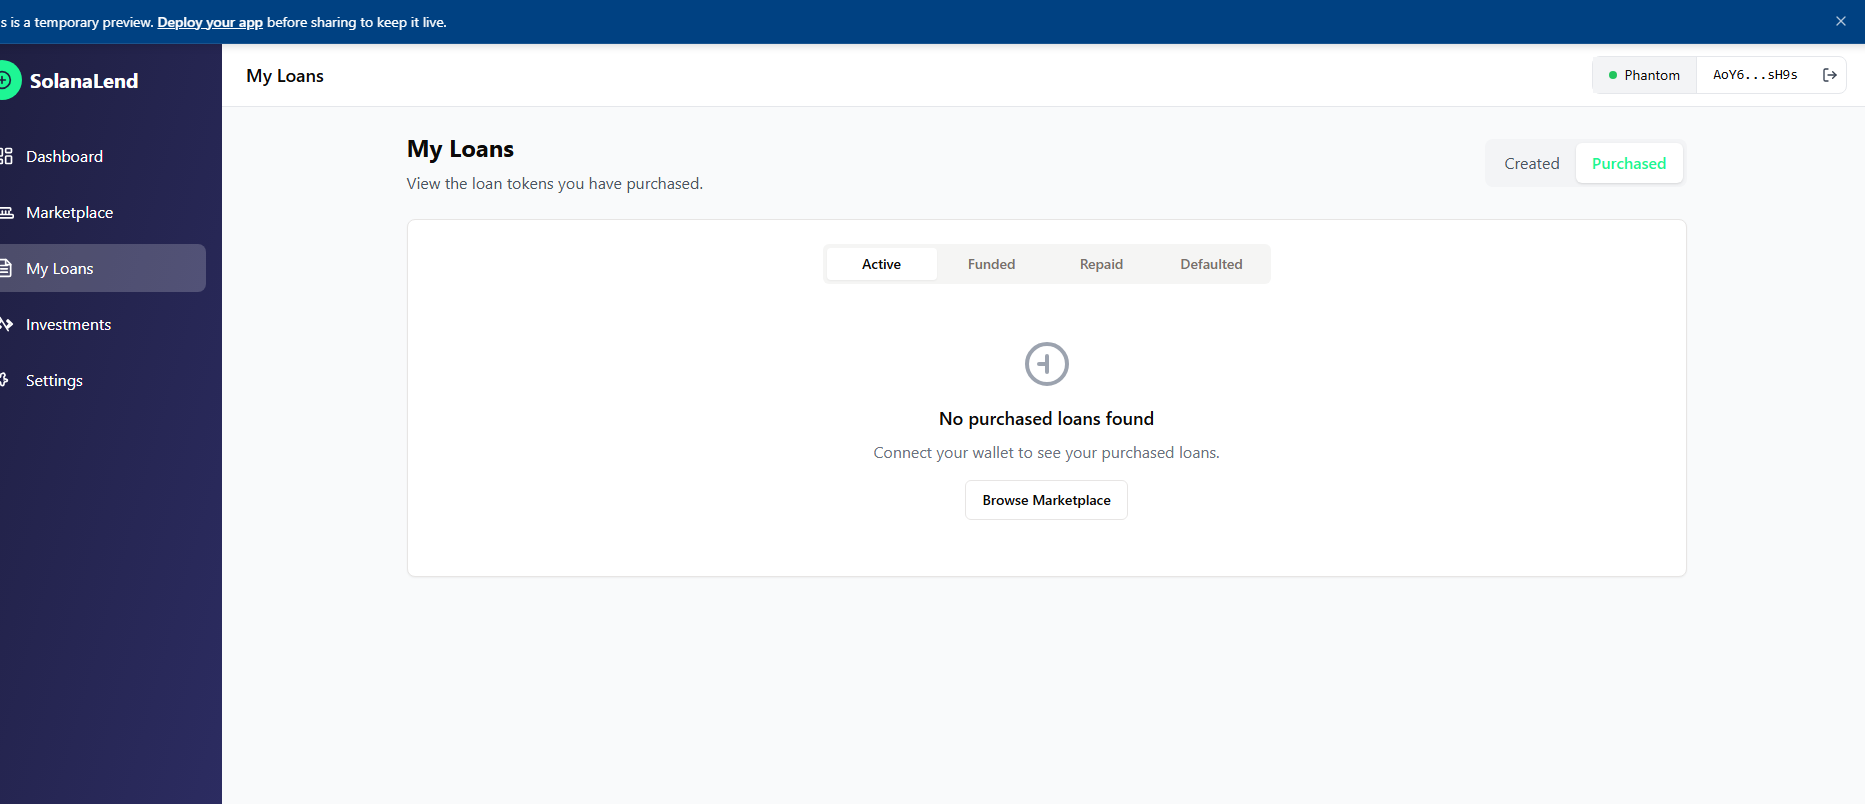 s is a temporary preview. Deploy your app before sharing to keep it live.
SolanaLend
My Loans
Phantom
AoY6...sH9s
Dashboard
Marketplace
My Loans
Investments
Settings
My Loans
View the loan tokens you have purchased.
Created
Purchased
Active
Funded
Repaid
Defaulted
No purchased loans found
Connect your wallet to see your purchased loans.
Browse Marketplace